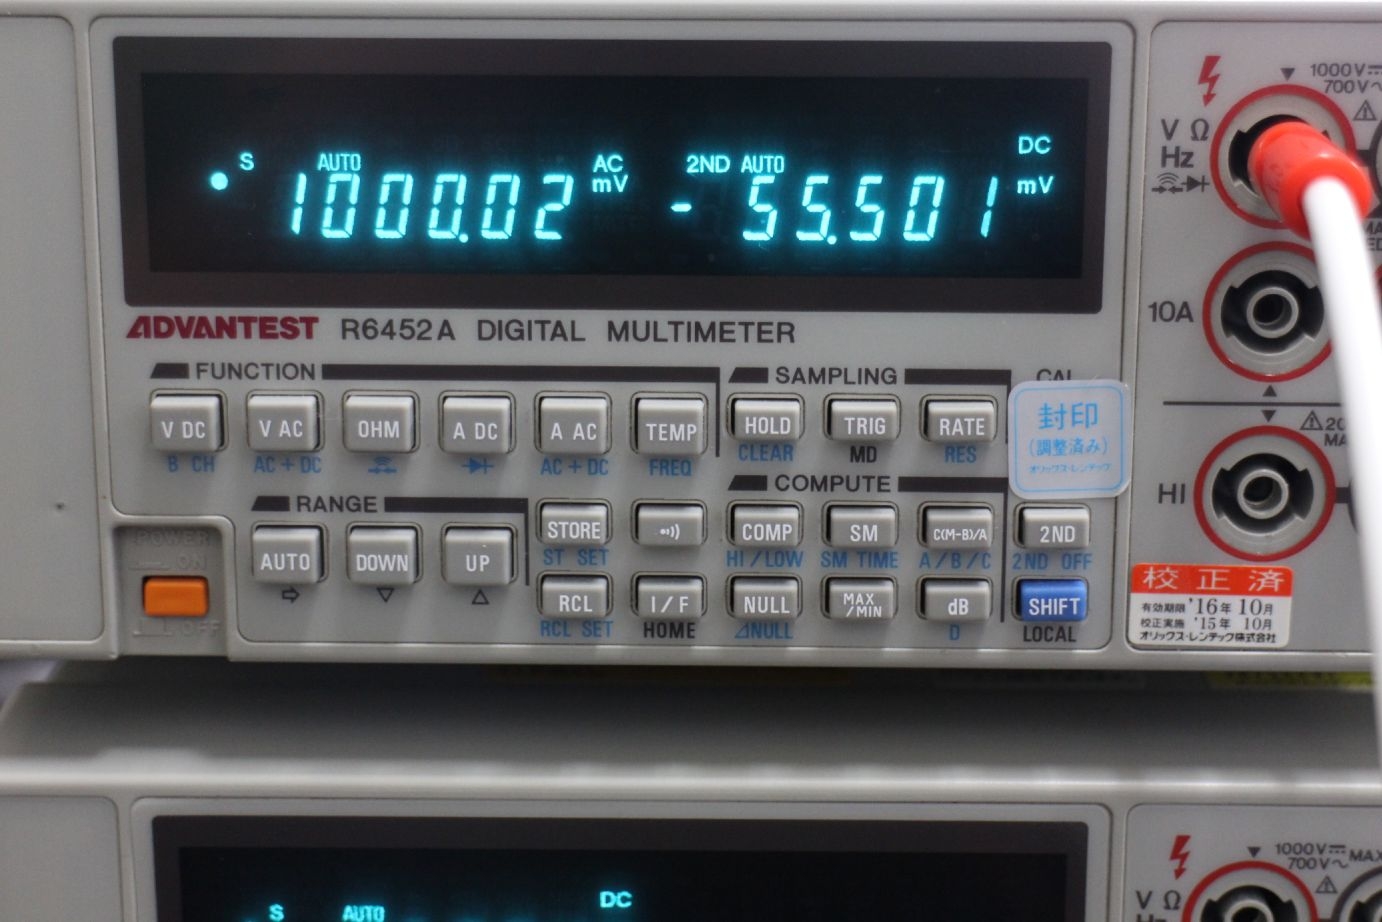 S AUTO AC 2ND AUTO DC
1000.02 mV - 55.501 mV
ADVANTEST R6452A DIGITAL MULTIMETER
FUNCTION
V DC V AC OHM A DC A AC TEMP
B CH AC+DC AC+DC FREQ
SAMPLING
HOLD TRIG RATE
CLEAR MD RES
CAL
封印
(調整済み)
オリックス・レンテック
RANGE
AUTO DOWN UP
POWER
ON
OFF
STORE
ST SET
RCL I/F
RCL SET HOME
COMPUTE
COMP SM C(M-B)/A 2ND
HI/LOW SM TIME A/B/C 2ND OFF
NULL MAX/MIN dB SHIFT
⊿NULL D LOCAL
1000V
700V
V Ω
Hz
10A
HI
校正済
有効期限 '16年 10月
校正実施 '15年 10月
オリックス・レンテック株式会社
S AUTO DC
1000V MAX
700V
V Ω
Hz